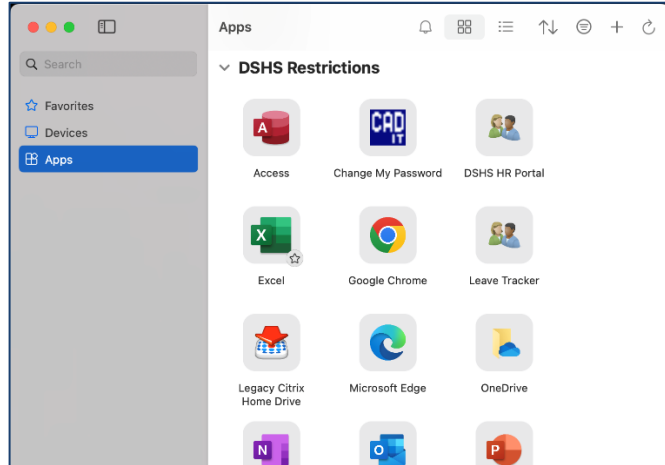 Apps
Search
DSHS Restrictions
Favorites
Devices
Apps
A
CAD
IT
Access
Change My Password
DSHS HR Portal
X
Excel
Google Chrome
Leave Tracker
Legacy Citrix
Home Drive
Microsoft Edge
OneDrive
N
O
P